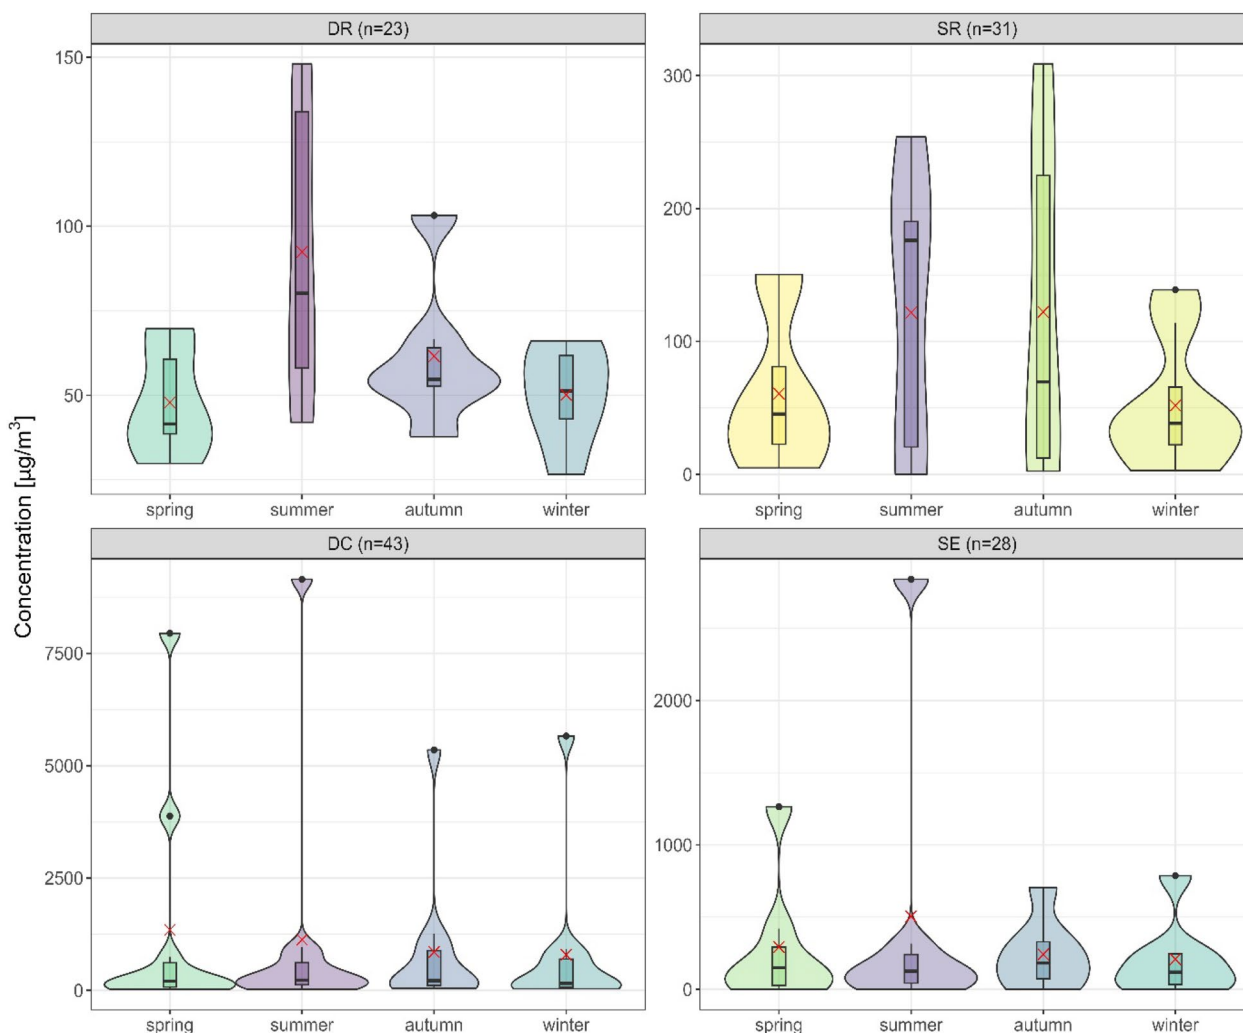 DR (n=23)
SR (n=31)
150
100
50
300
200
100
0
spring summer autumn winter
spring summer autumn winter
Concentration [µg/m³]
DC (n=43)
SE (n=28)
7500
5000
2500
0
2000
1000
0
spring summer autumn winter
spring summer autumn winter